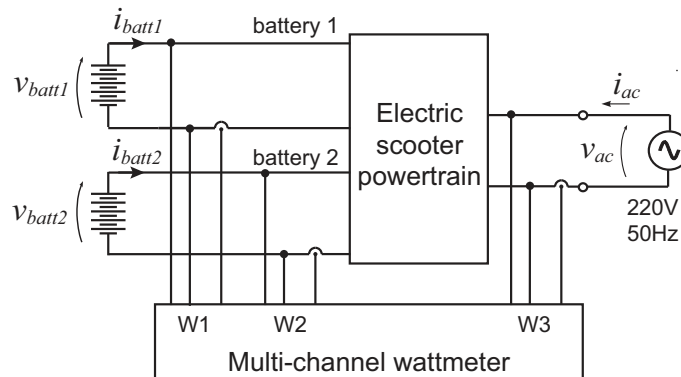 i_batt1
battery 1
v_batt1
Electric
scooter
powertrain
i_ac
v_ac
i_batt2
battery 2
v_batt2
220V
50Hz
W1
W2
W3
Multi-channel wattmeter